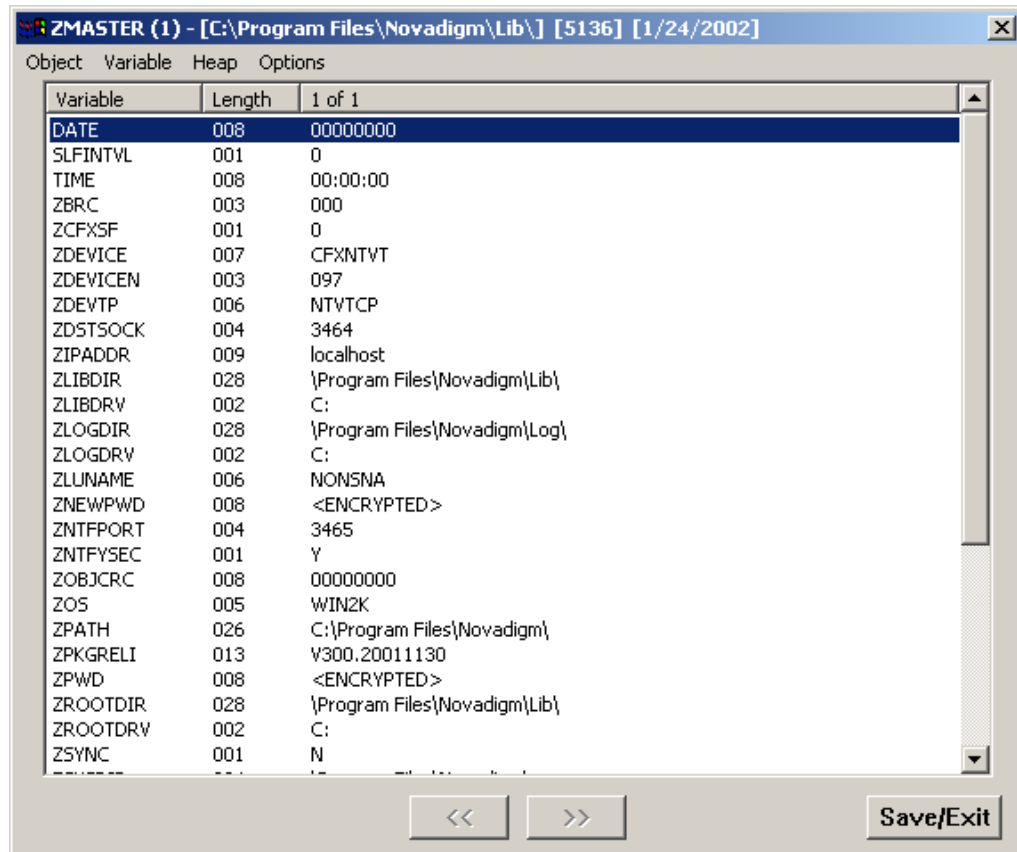 ZMASTER (1) - [C:\Program Files\Novadigm\Lib\] [5136] [1/24/2002]
Object Variable Heap Options
Variable Length 1 of 1
DATE 008 00000000
SLFINTVL 001 0
TIME 008 00:00:00
ZBRC 003 000
ZCFXSF 001 0
ZDEVICE 007 CFXNTVT
ZDEVICEN 003 097
ZDEVTP 006 NTVTCP
ZDSTSOCK 004 3464
ZIPADDR 009 localhost
ZLIBDIR 028 \Program Files\Novadigm\Lib\
ZLIBDRV 002 C:
ZLOGDIR 028 \Program Files\Novadigm\Log\
ZLOGDRV 002 C:
ZLUNAME 006 NONSNA
ZNEWPWD 008 <ENCRYPTED>
ZNTFPORT 004 3465
ZNTFYSEC 001 Y
ZOBJCRC 008 00000000
ZOS 005 WIN2K
ZPATH 026 C:\Program Files\Novadigm\
ZPKGRELI 013 V300.20011130
ZPWD 008 <ENCRYPTED>
ZROOTDIR 028 \Program Files\Novadigm\Lib\
ZROOTDRV 002 C:
ZSYNC 001 N
<< >> Save/Exit